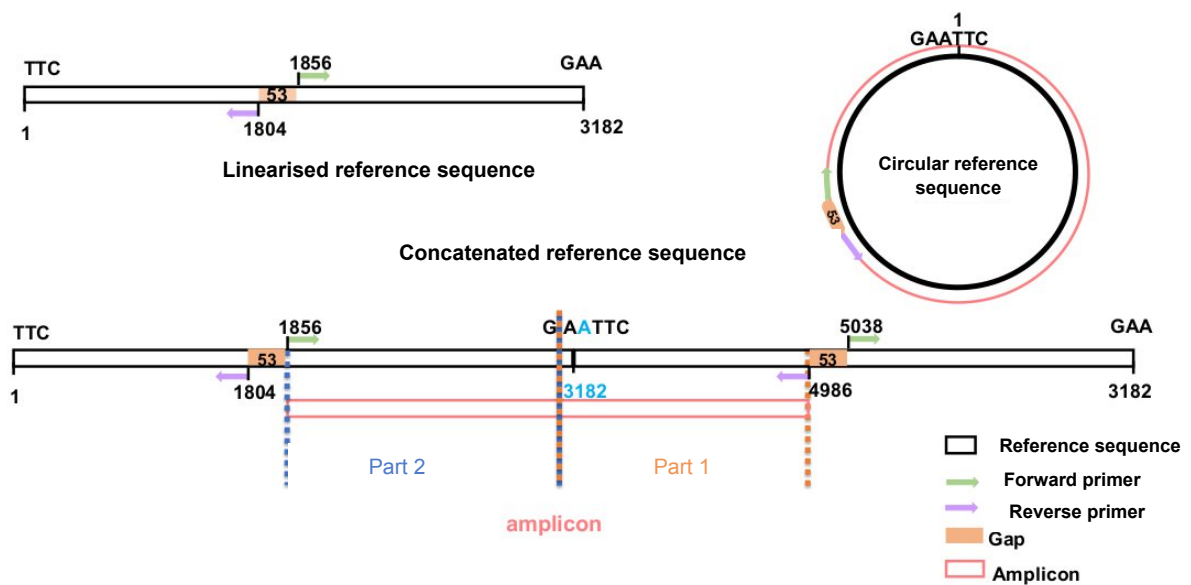 TTC
1856
GAA
53
1
1804
3182
Linearised reference sequence
1
GAATTC
Circular reference
sequence
53
Concatenated reference sequence
TTC
1856
GAATTC
5038
GAA
53
53
1
1804
3182
4986
3182
Part 2
Part 1
amplicon
Reference sequence
Forward primer
Reverse primer
Gap
Amplicon